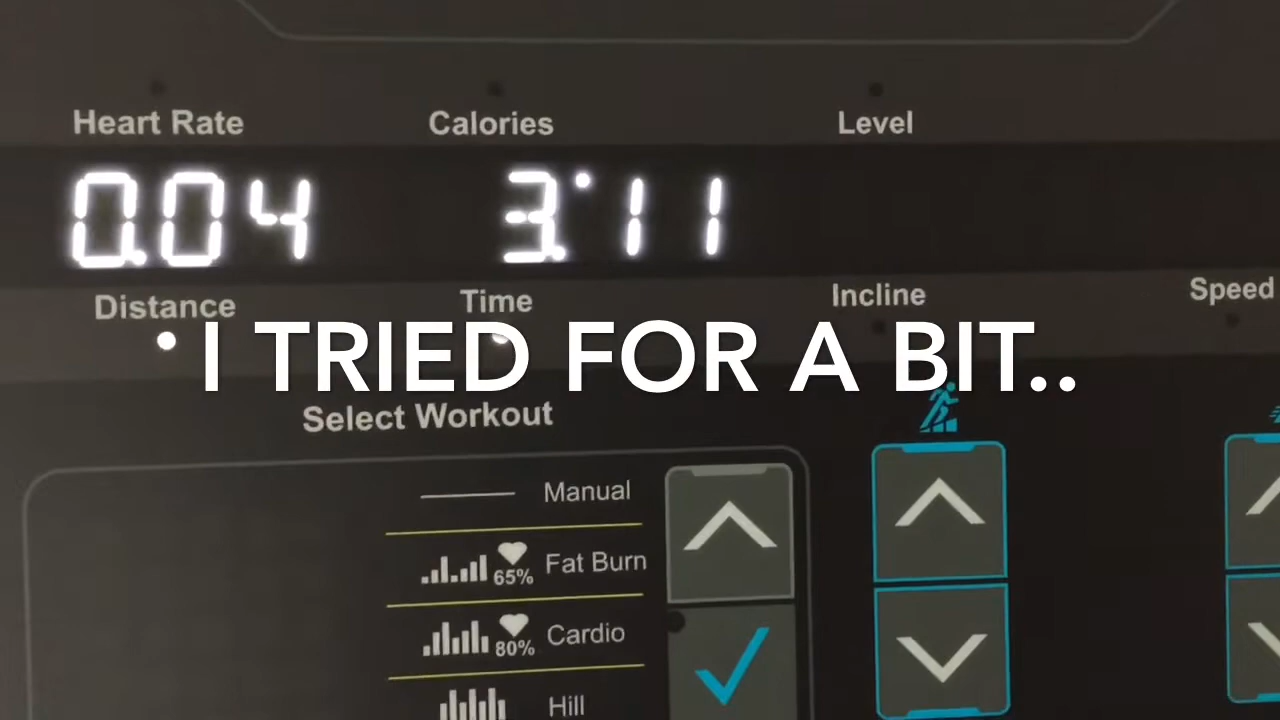 Heart Rate Calories Level
0.04 3:11
Distance Time Incline Speed
I TRIED FOR A BIT..
Select Workout
Manual
65% Fat Burn
80% Cardio
Hill